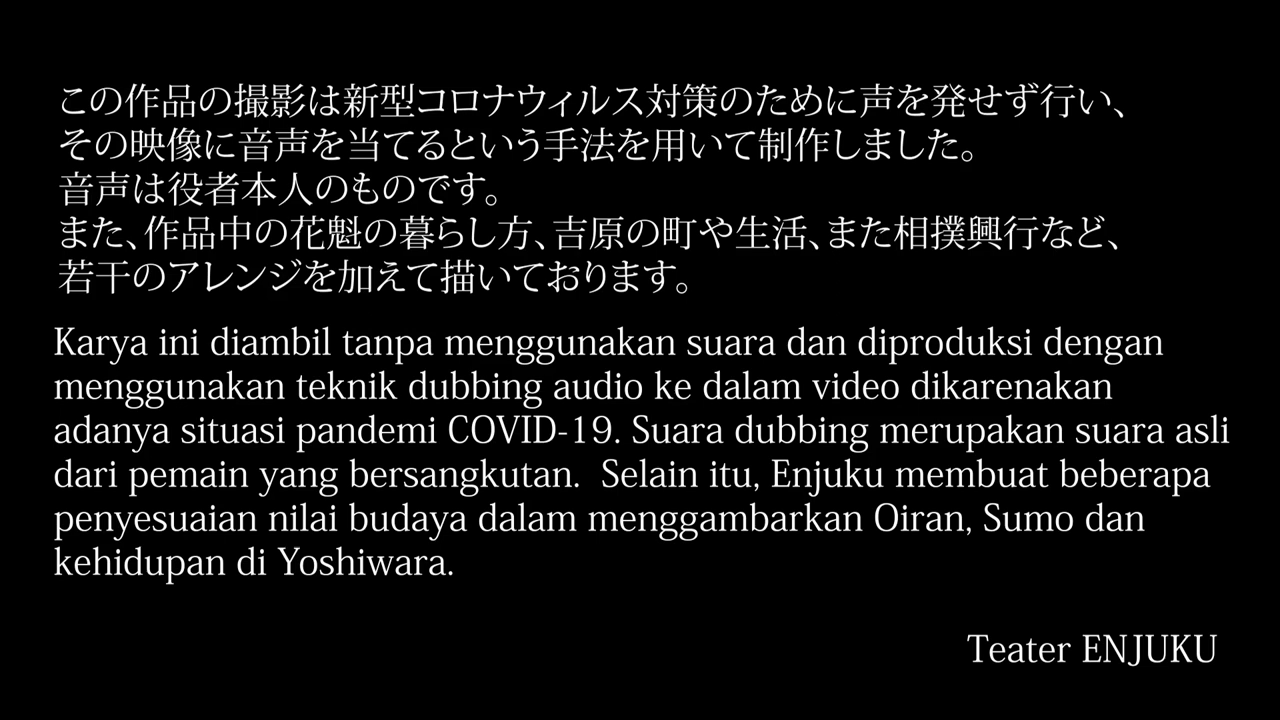 この作品の撮影は新型コロナウィルス対策のために声を発せず行い、
その映像に音声を当てるという手法を用いて制作しました。
音声は役者本人のものです。
また、作品中の花魁の暮らし方、吉原の町や生活、また相撲興行など、
若干のアレンジを加えて描いております。
Karya ini diambil tanpa menggunakan suara dan diproduksi dengan
menggunakan teknik dubbing audio ke dalam video dikarenakan
adanya situasi pandemi COVID-19. Suara dubbing merupakan suara asli
dari pemain yang bersangkutan.  Selain itu, Enjuku membuat beberapa
penyesuaian nilai budaya dalam menggambarkan Oiran, Sumo dan
kehidupan di Yoshiwara.
Teater ENJUKU